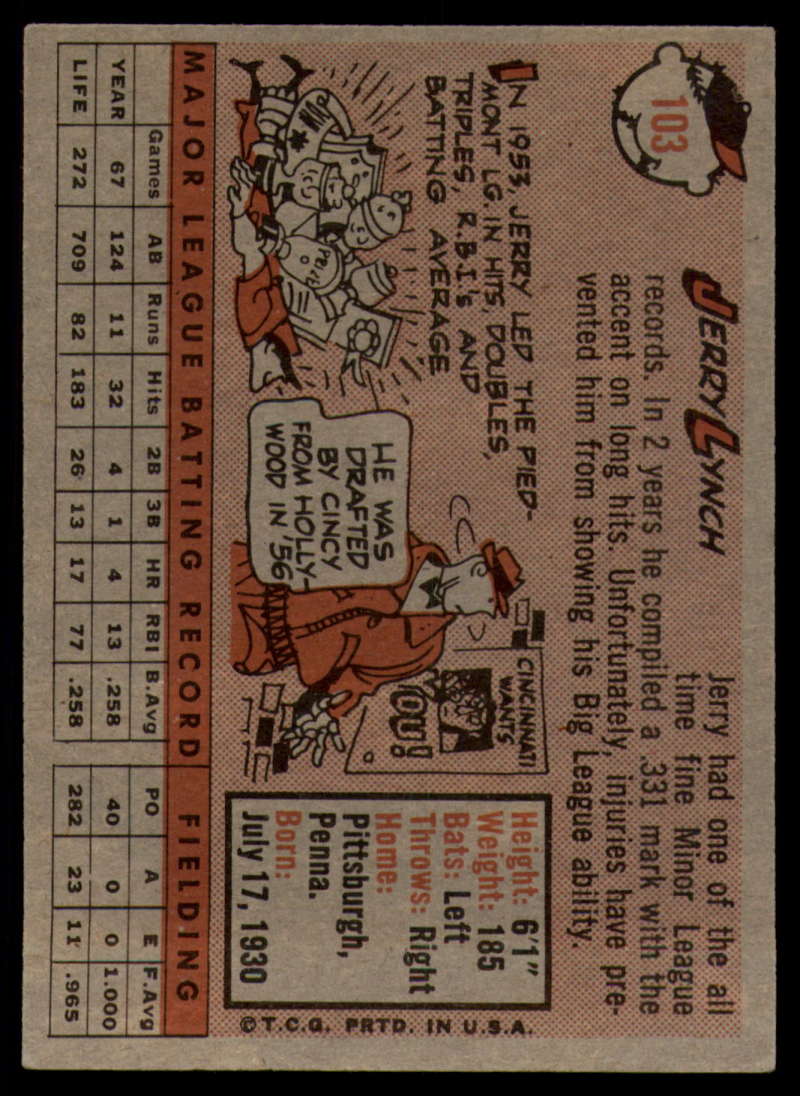 103
JERRY LYNCH
Jerry had one of the all
time fine Minor League
records. In 2 years he compiled a .331 mark with the
accent on long hits. Unfortunately, injuries have pre-
vented him from showing his Big League ability.
IN 1953, JERRY LED THE PIED-
MONT LG. IN HITS, DOUBLES,
TRIPLES, R.B.I.'s AND
BATTING AVERAGE
MVP
HE WAS
DRAFTED
BY CINCY
FROM HOLLY-
WOOD IN '56
CINCINNATI
WANTS
YOU!
Height: 6'1"
Weight: 185
Bats: Left
Throws: Right
Home:
Pittsburgh,
Penna.
Born:
July 17, 1930
MAJOR LEAGUE BATTING RECORD FIELDING
Games AB Runs Hits 2B 3B HR RBI B.Avg PO A E F.Avg
YEAR 67 124 11 32 4 1 4 13 .258 40 0 0 1.000
LIFE 272 709 82 183 26 13 17 77 .258 282 23 11 .965
©T.C.G. PRTD. IN U.S.A.